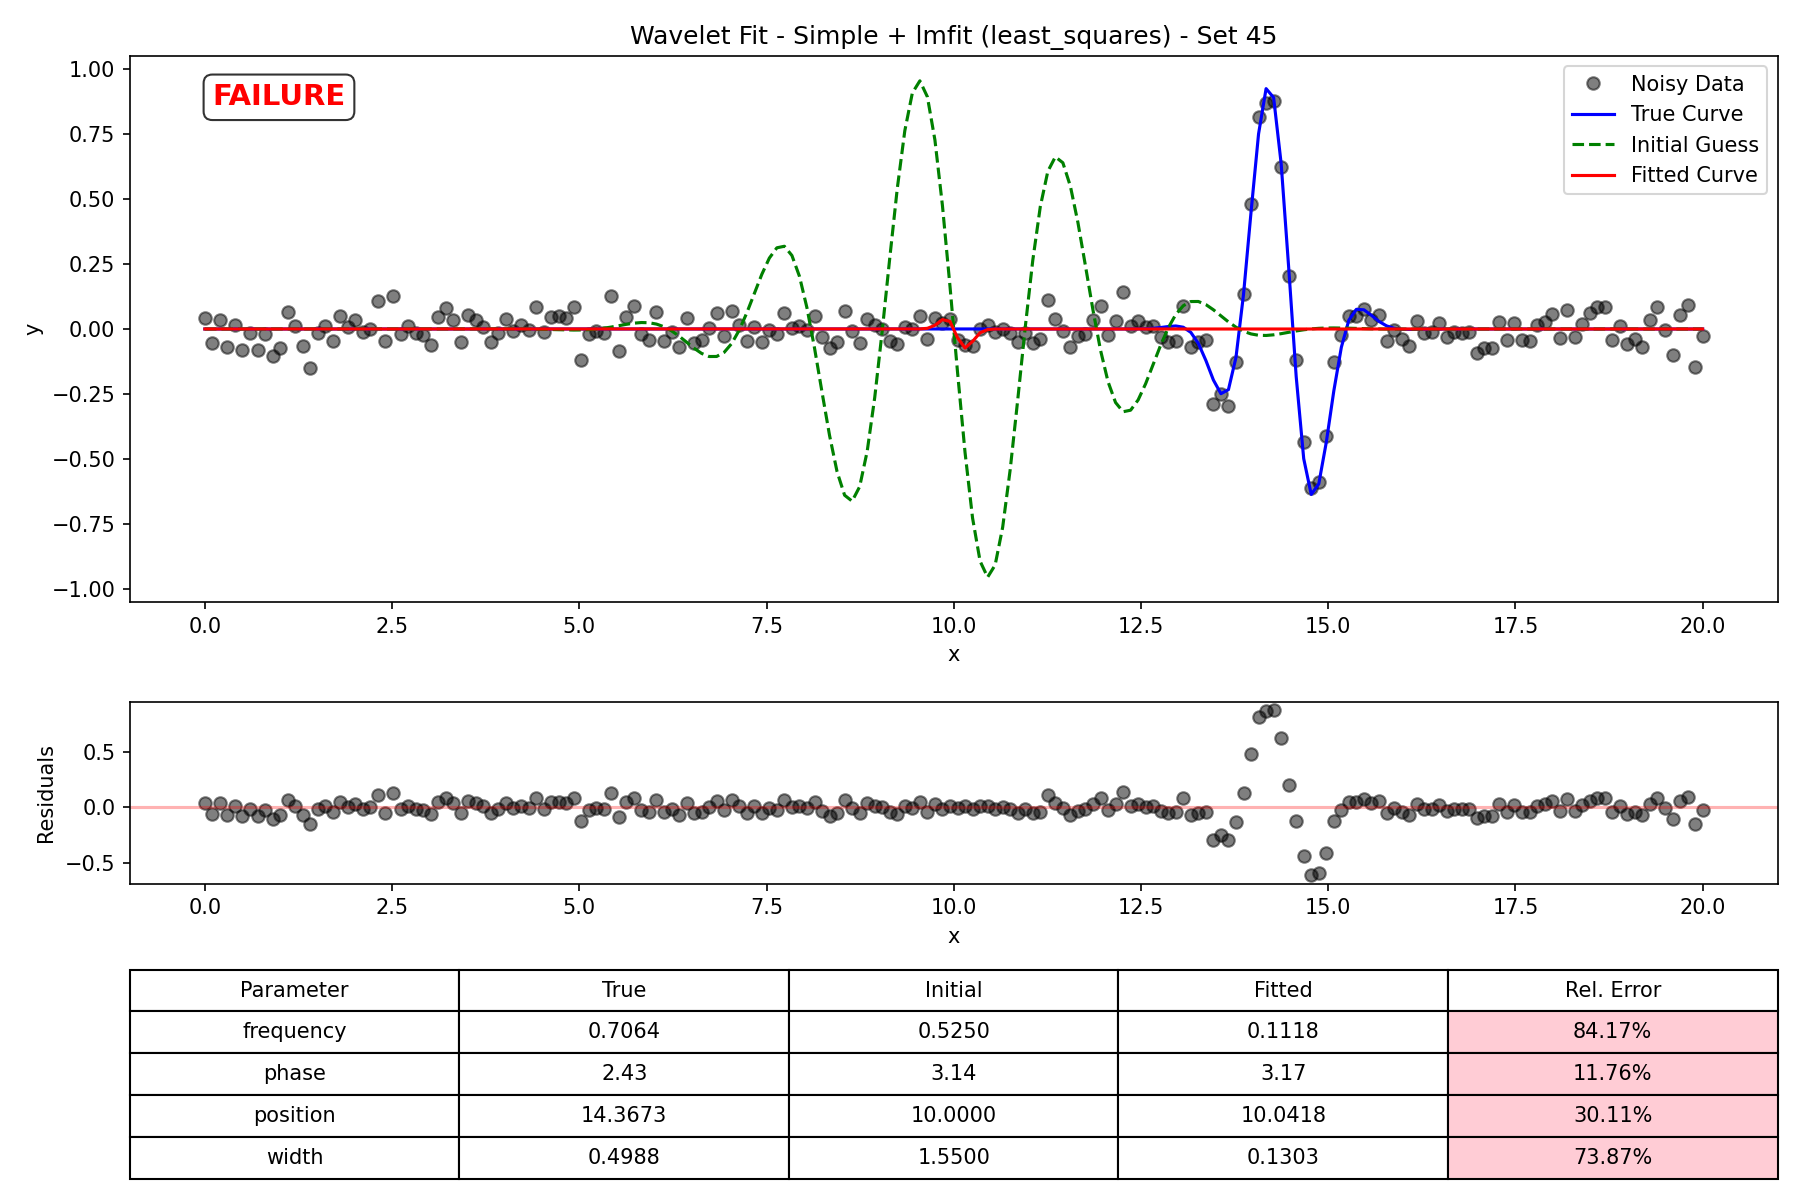 Wavelet Fit - Simple + lmfit (least_squares) - Set 45
FAILURE
Noisy Data
True Curve
Initial Guess
Fitted Curve
y
1.00
0.75
0.50
0.25
0.00
−0.25
−0.50
−0.75
−1.00
0.0 2.5 5.0 7.5 10.0 12.5 15.0 17.5 20.0
x
Residuals
0.5
0.0
−0.5
0.0 2.5 5.0 7.5 10.0 12.5 15.0 17.5 20.0
x
Parameter True Initial Fitted Rel. Error
frequency 0.7064 0.5250 0.1118 84.17%
phase 2.43 3.14 3.17 11.76%
position 14.3673 10.0000 10.0418 30.11%
width 0.4988 1.5500 0.1303 73.87%